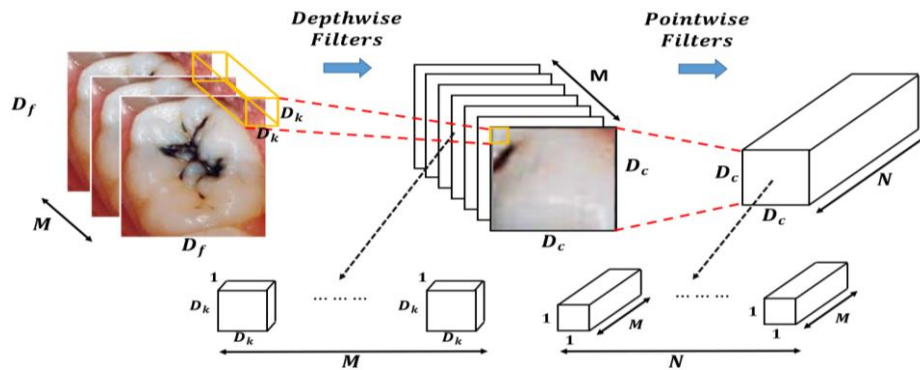 Depthwise
Filters
Pointwise
Filters
D_f
D_k
D_k
M
D_f
M
D_c
D_c
D_c
D_c
N
1
D_k
D_k
... ... ...
1
D_k
D_k
M
1
1
M
... ... ...
1
1
M
N